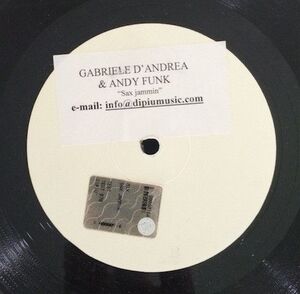 GABRIELE D'ANDREA
& ANDY FUNK
"Sax jammin"
e-mail: info@dipiumusic.com